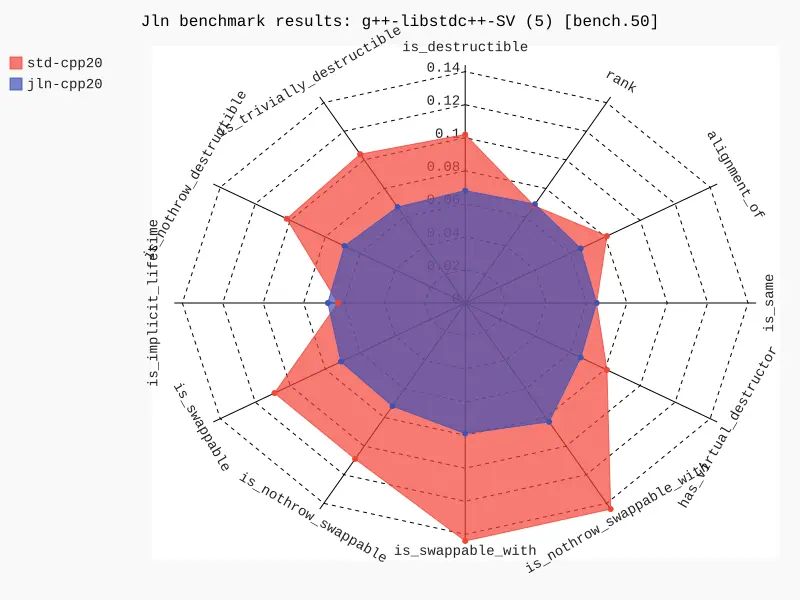 Jln benchmark results: g++-libstdc++-SV (5) [bench.50]
std-cpp20
jln-cpp20
is_destructible
rank
alignment_of
is_same
has_virtual_destructor
is_nothrow_swappable_with
is_swappable_with
is_nothrow_swappable
is_swappable
is_implicit_lifetime
is_nothrow_destructible
is_trivially_destructible
0.14
0.12
0.1
0.08
0.06
0.04
0.02
0